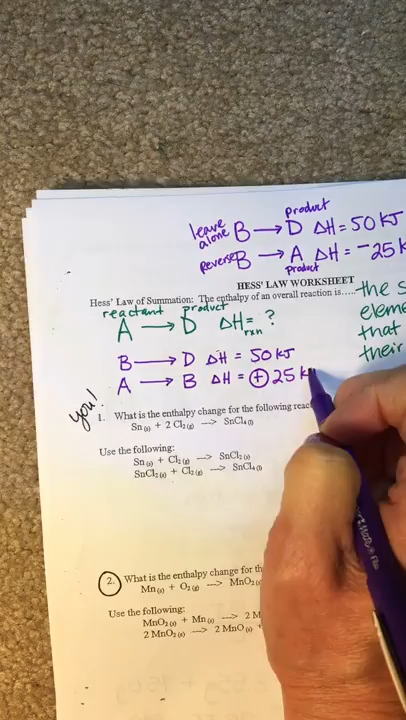 product
leave alone B → D ΔH = 50 kJ
Reverse B → A ΔH = -25 k
Product
HESS' LAW WORKSHEET
Hess' Law of Summation: The enthalpy of an overall reaction is..... the s
reactant product
A → D ΔH rxn = ?
eleme
that
their
B → D ΔH = 50 kJ
A → B ΔH = + 25 k
you!
1. What is the enthalpy change for the following reac
Sn(s) + 2 Cl2(g) --> SnCl4(l)
Use the following:
Sn(s) + Cl2(g) --> SnCl2(s)
SnCl2(s) + Cl2(g) --> SnCl4(l)
2. What is the enthalpy change for th
Mn(s) + O2(g) --> MnO2(s
Use the following:
MnO2(s) + Mn(s) --> 2 M
2 MnO2(s) --> 2 MnO(s) +